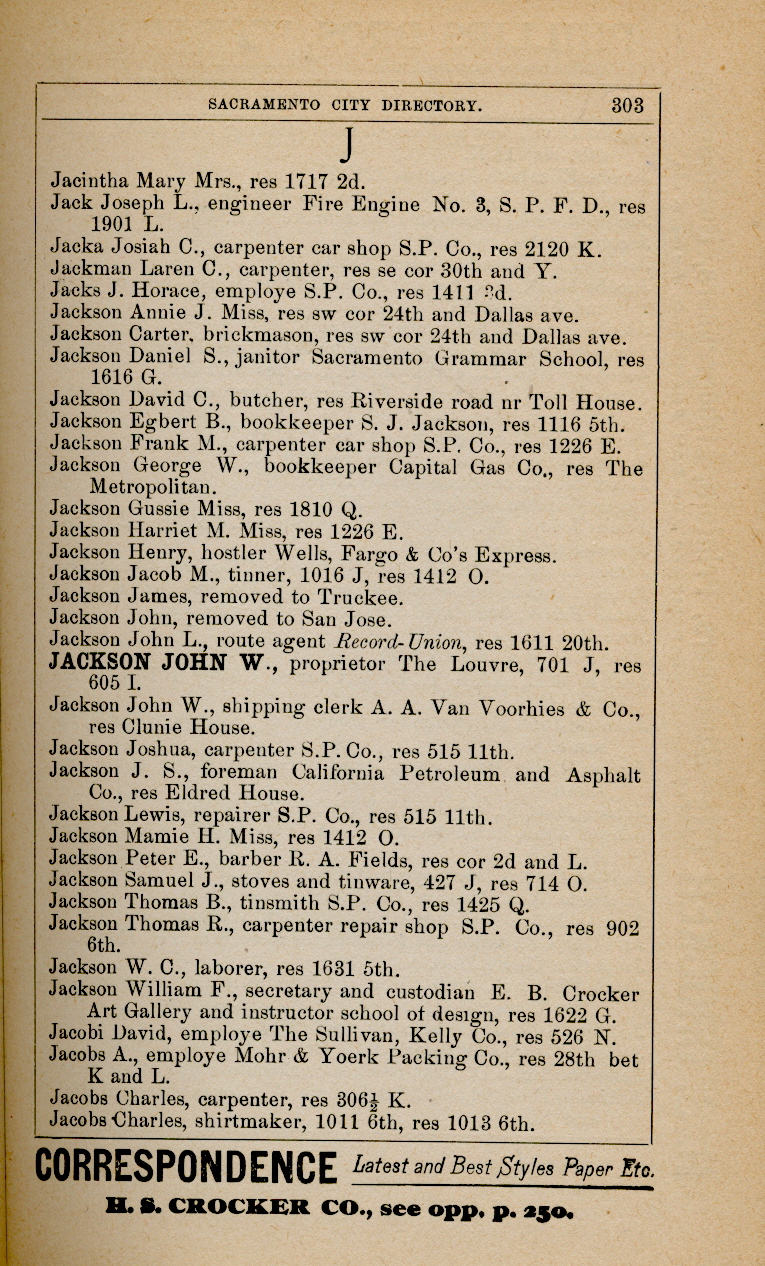 SACRAMENTO CITY DIRECTORY. 303
J
Jacintha Mary Mrs., res 1717 2d.
Jack Joseph L., engineer Fire Engine No. 3, S. P. F. D., res
1901 L.
Jacka Josiah C., carpenter car shop S.P. Co., res 2120 K.
Jackman Laren C., carpenter, res se cor 30th and Y.
Jacks J. Horace, employe S.P. Co., res 1411 2d.
Jackson Annie J. Miss, res sw cor 24th and Dallas ave.
Jackson Carter, brickmason, res sw cor 24th and Dallas ave.
Jackson Daniel S., janitor Sacramento Grammar School, res
1616 G.
Jackson David C., butcher, res Riverside road nr Toll House.
Jackson Egbert B., bookkeeper S. J. Jackson, res 1116 5th.
Jackson Frank M., carpenter car shop S.P. Co., res 1226 E.
Jackson George W., bookkeeper Capital Gas Co., res The
Metropolitan.
Jackson Gussie Miss, res 1810 Q.
Jackson Harriet M. Miss, res 1226 E.
Jackson Henry, hostler Wells, Fargo & Co's Express.
Jackson Jacob M., tinner, 1016 J, res 1412 O.
Jackson James, removed to Truckee.
Jackson John, removed to San Jose.
Jackson John L., route agent Record-Union, res 1611 20th.
JACKSON JOHN W., proprietor The Louvre, 701 J, res
605 I.
Jackson John W., shipping clerk A. A. Van Voorhies & Co.,
res Clunie House.
Jackson Joshua, carpenter S.P. Co., res 515 11th.
Jackson J. S., foreman California Petroleum and Asphalt
Co., res Eldred House.
Jackson Lewis, repairer S.P. Co., res 515 11th.
Jackson Mamie H. Miss, res 1412 O.
Jackson Peter E., barber R. A. Fields, res cor 2d and L.
Jackson Samuel J., stoves and tinware, 427 J, res 714 O.
Jackson Thomas B., tinsmith S.P. Co., res 1425 Q.
Jackson Thomas R., carpenter repair shop S.P. Co., res 902
6th.
Jackson W. C., laborer, res 1631 5th.
Jackson William F., secretary and custodian E. B. Crocker
Art Gallery and instructor school of design, res 1622 G.
Jacobi David, employe The Sullivan, Kelly Co., res 526 N.
Jacobs A., employe Mohr & Yoerk Packing Co., res 28th bet
K and L.
Jacobs Charles, carpenter, res 306½ K.
Jacobs Charles, shirtmaker, 1011 6th, res 1013 6th.
CORRESPONDENCE Latest and Best Styles Paper Etc.
H. S. CROCKER CO., see opp. p. 250.